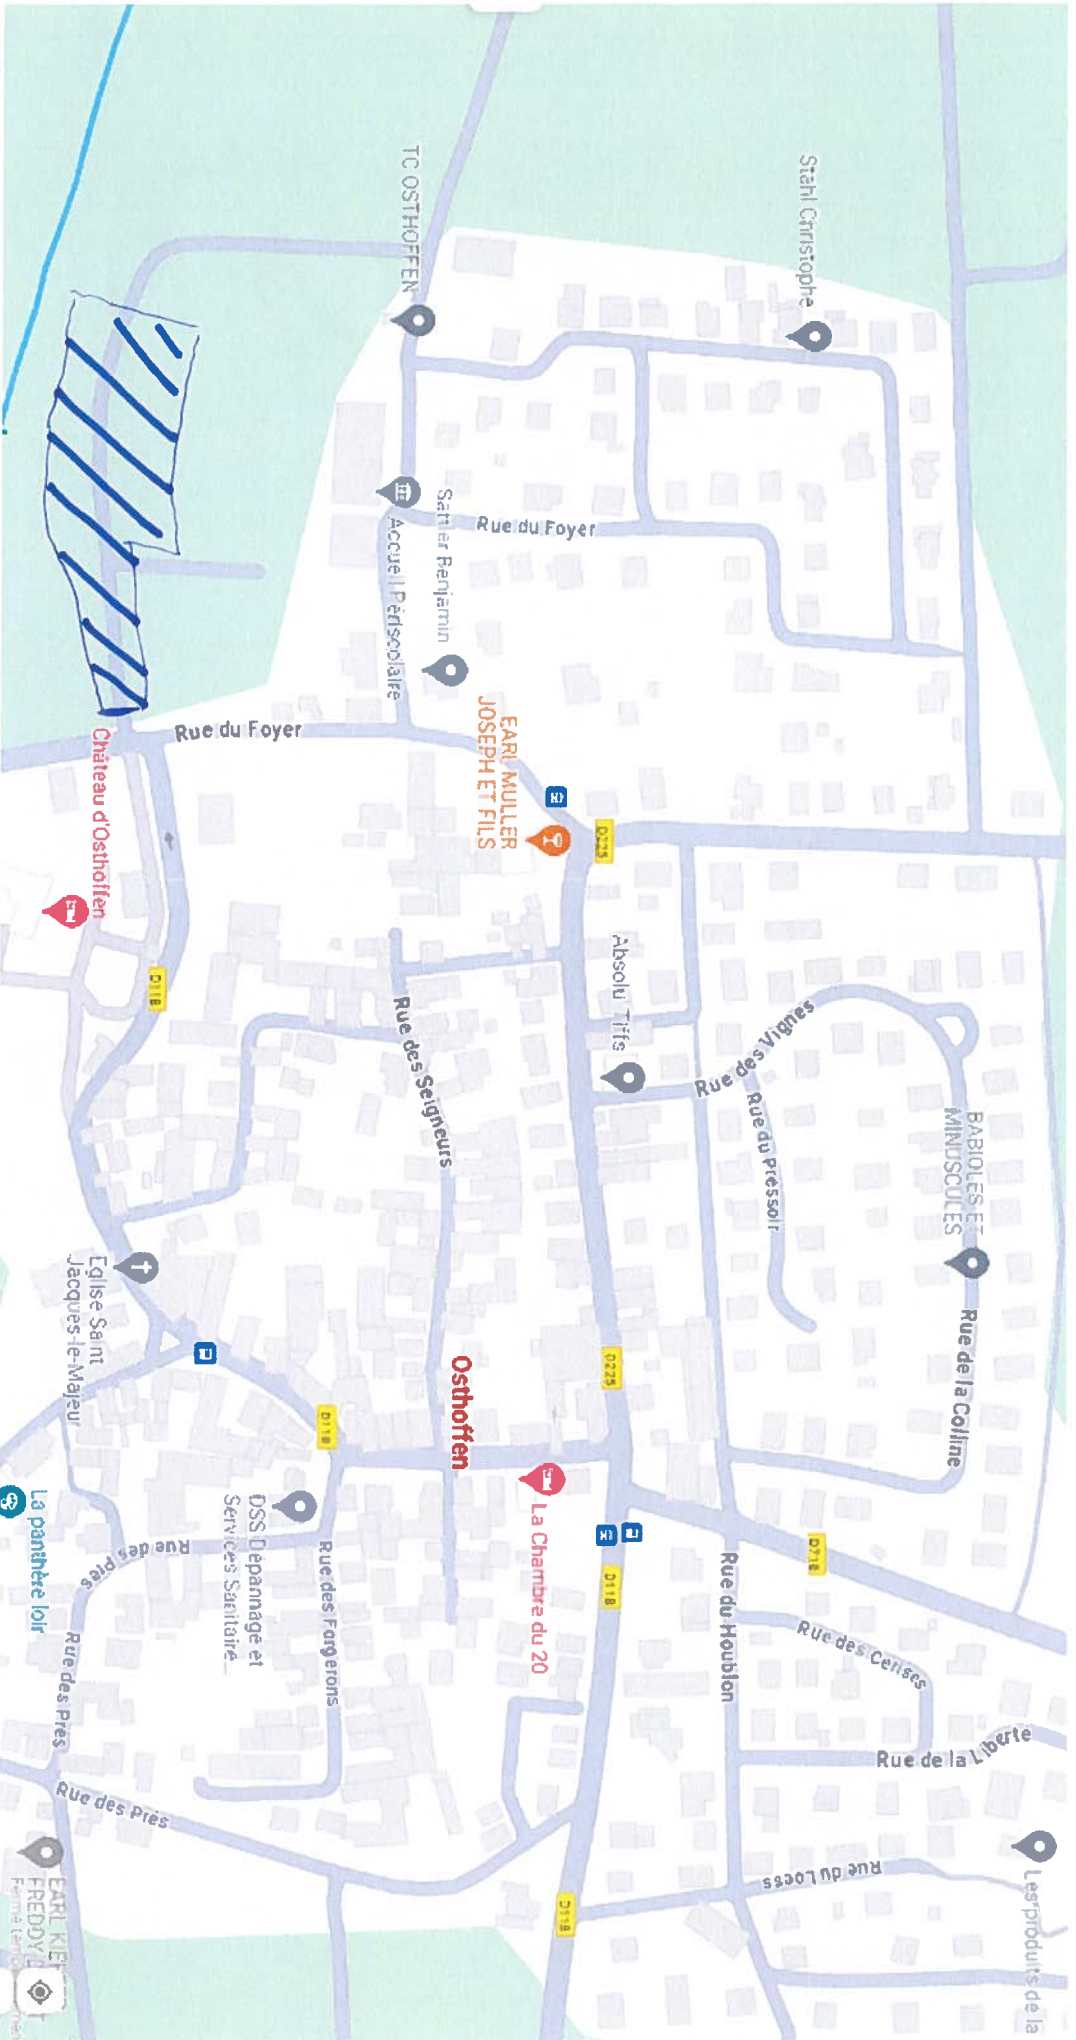 Stahl Christophe
TC OSTHOFFEN
Rue du Foyer
Accueil Périscolaire
Rue du Foyer
EARL MULLER
JOSEPH ET FILS
D225
Château d'Osthoffen
D118
Absolu Tiffs
Rue des Seigneurs
Rue des Vignes
Rue du Pressoir
BABIOLES ET
MINUSCULES
Rue de la Colline
Eglise Saint
Jacques-le-Majeur
D225
Osthoffen
D118
La Chambre du 20
D118
DSS Dépannage et
Services Sanitaire
Rue des Prés
La panthère loir
Rue des Forgerons
Rue des Prés
Rue du Houblon
Rue des Cerises
Rue de la Liberté
Rue des Prés
Rue du Loess
D118
Les produits de la
FREDDY